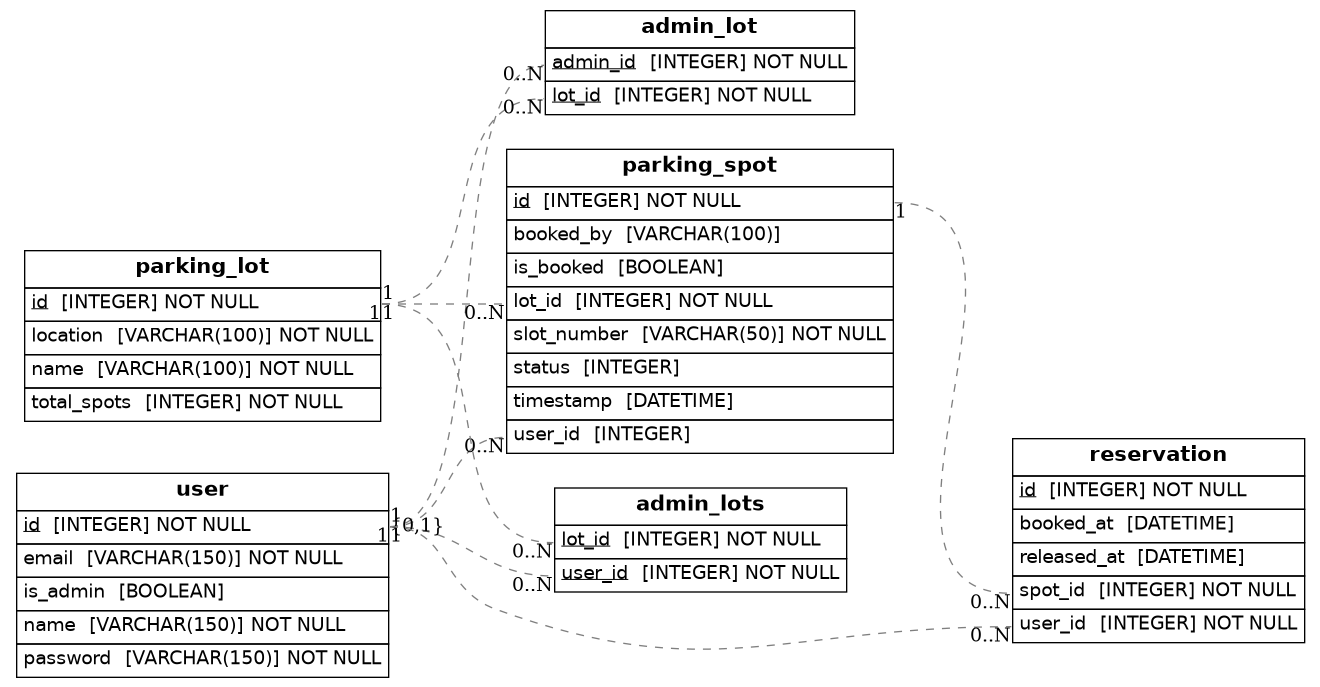 admin_lot
admin_id [INTEGER] NOT NULL
lot_id [INTEGER] NOT NULL
0..N
0..N
parking_spot
id [INTEGER] NOT NULL
booked_by [VARCHAR(100)]
is_booked [BOOLEAN]
lot_id [INTEGER] NOT NULL
slot_number [VARCHAR(50)] NOT NULL
status [INTEGER]
timestamp [DATETIME]
user_id [INTEGER]
1
0..N
0..N
parking_lot
id [INTEGER] NOT NULL
location [VARCHAR(100)] NOT NULL
name [VARCHAR(100)] NOT NULL
total_spots [INTEGER] NOT NULL
1
11
user
id [INTEGER] NOT NULL
email [VARCHAR(150)] NOT NULL
is_admin [BOOLEAN]
name [VARCHAR(150)] NOT NULL
password [VARCHAR(150)] NOT NULL
1
{0,1}
11
admin_lots
lot_id [INTEGER] NOT NULL
user_id [INTEGER] NOT NULL
0..N
0..N
reservation
id [INTEGER] NOT NULL
booked_at [DATETIME]
released_at [DATETIME]
spot_id [INTEGER] NOT NULL
user_id [INTEGER] NOT NULL
0..N
0..N